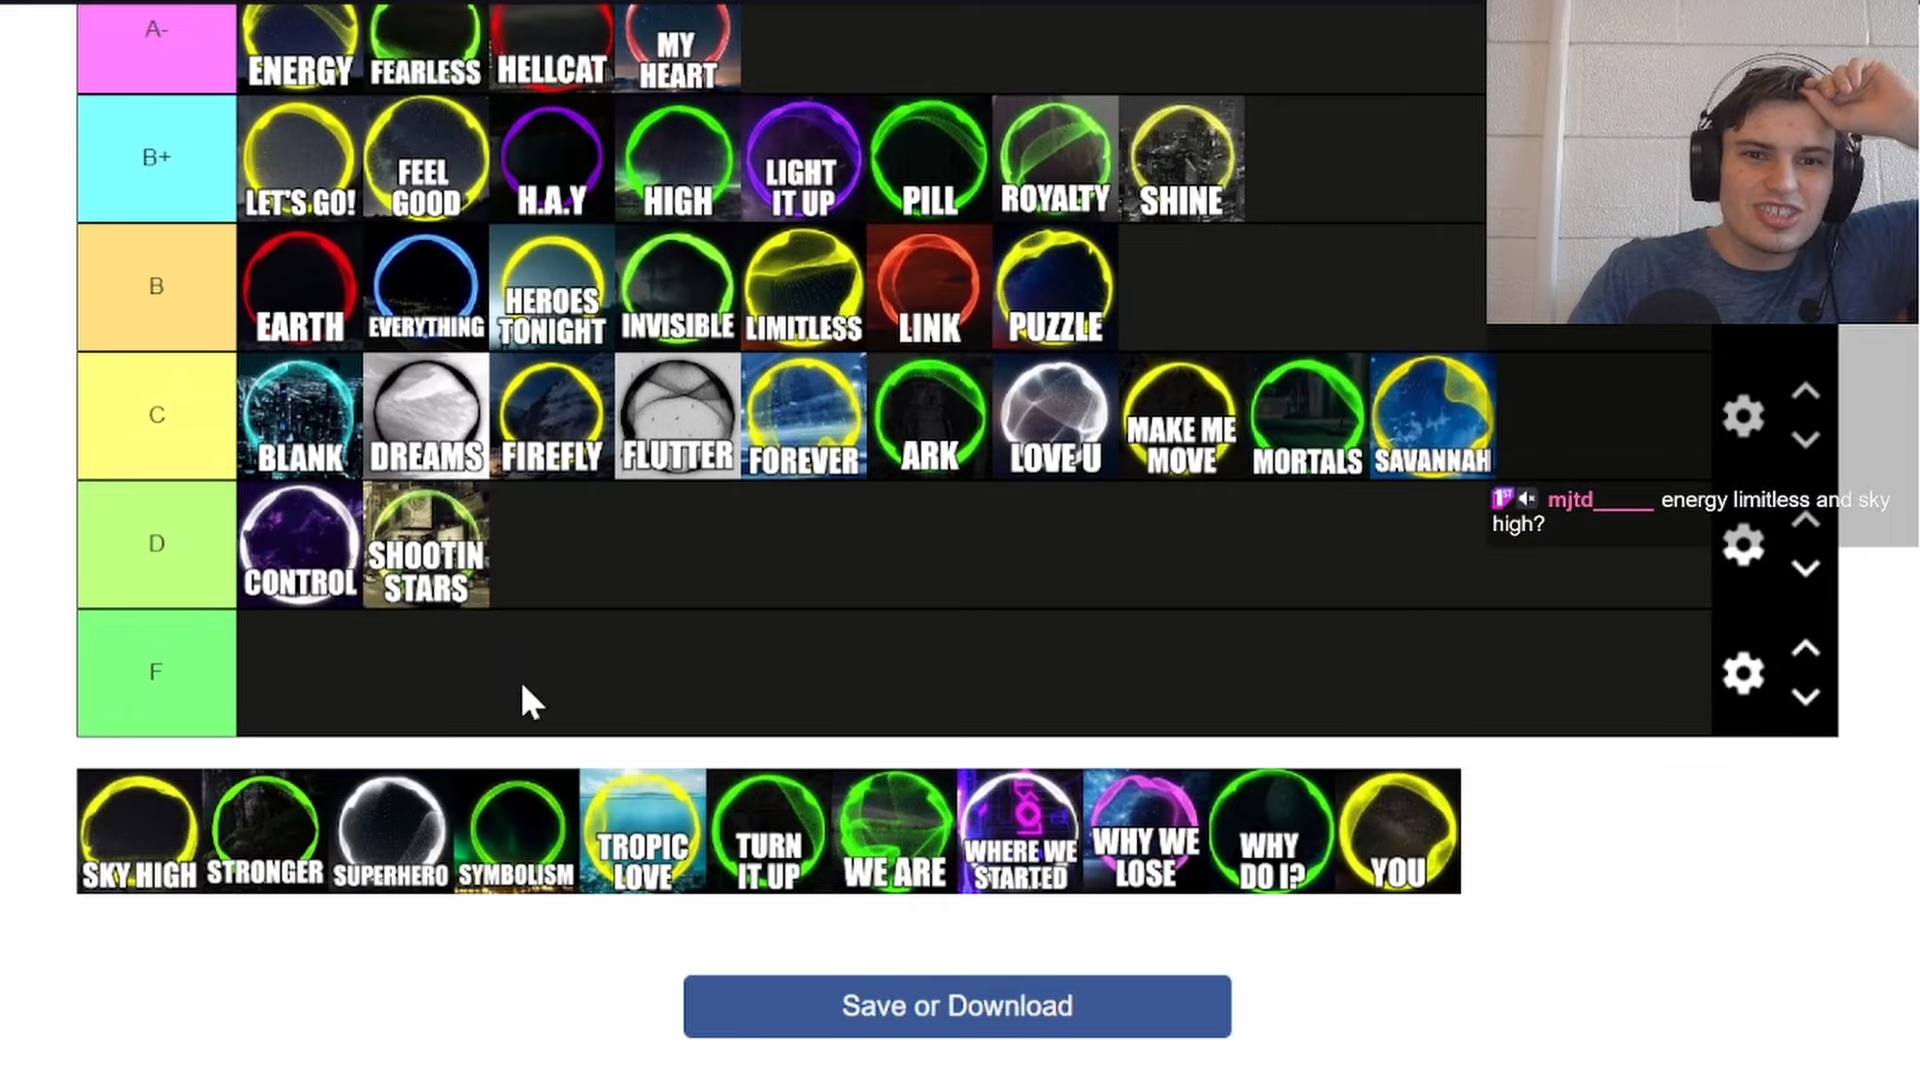 A-
ENERGY
FEARLESS
HELLCAT
MY
HEART
B+
LET'S GO!
FEEL
GOOD
H.A.Y
HIGH
LIGHT
IT UP
PILL
ROYALTY
SHINE
B
EARTH
EVERYTHING
HEROES
TONIGHT
INVISIBLE
LIMITLESS
LINK
PUZZLE
C
BLANK
DREAMS
FIREFLY
FLUTTER
FOREVER
ARK
LOVE U
MAKE ME
MOVE
MORTALS
SAVANNAH
1ST mjtd_____ energy limitless and sky
high?
D
CONTROL
SHOOTIN
STARS
F
SKY HIGH
STRONGER
SUPERHERO
SYMBOLISM
TROPIC
LOVE
TURN
IT UP
WE ARE
WHERE WE
STARTED
WHY WE
LOSE
WHY
DO I?
YOU
Save or Download